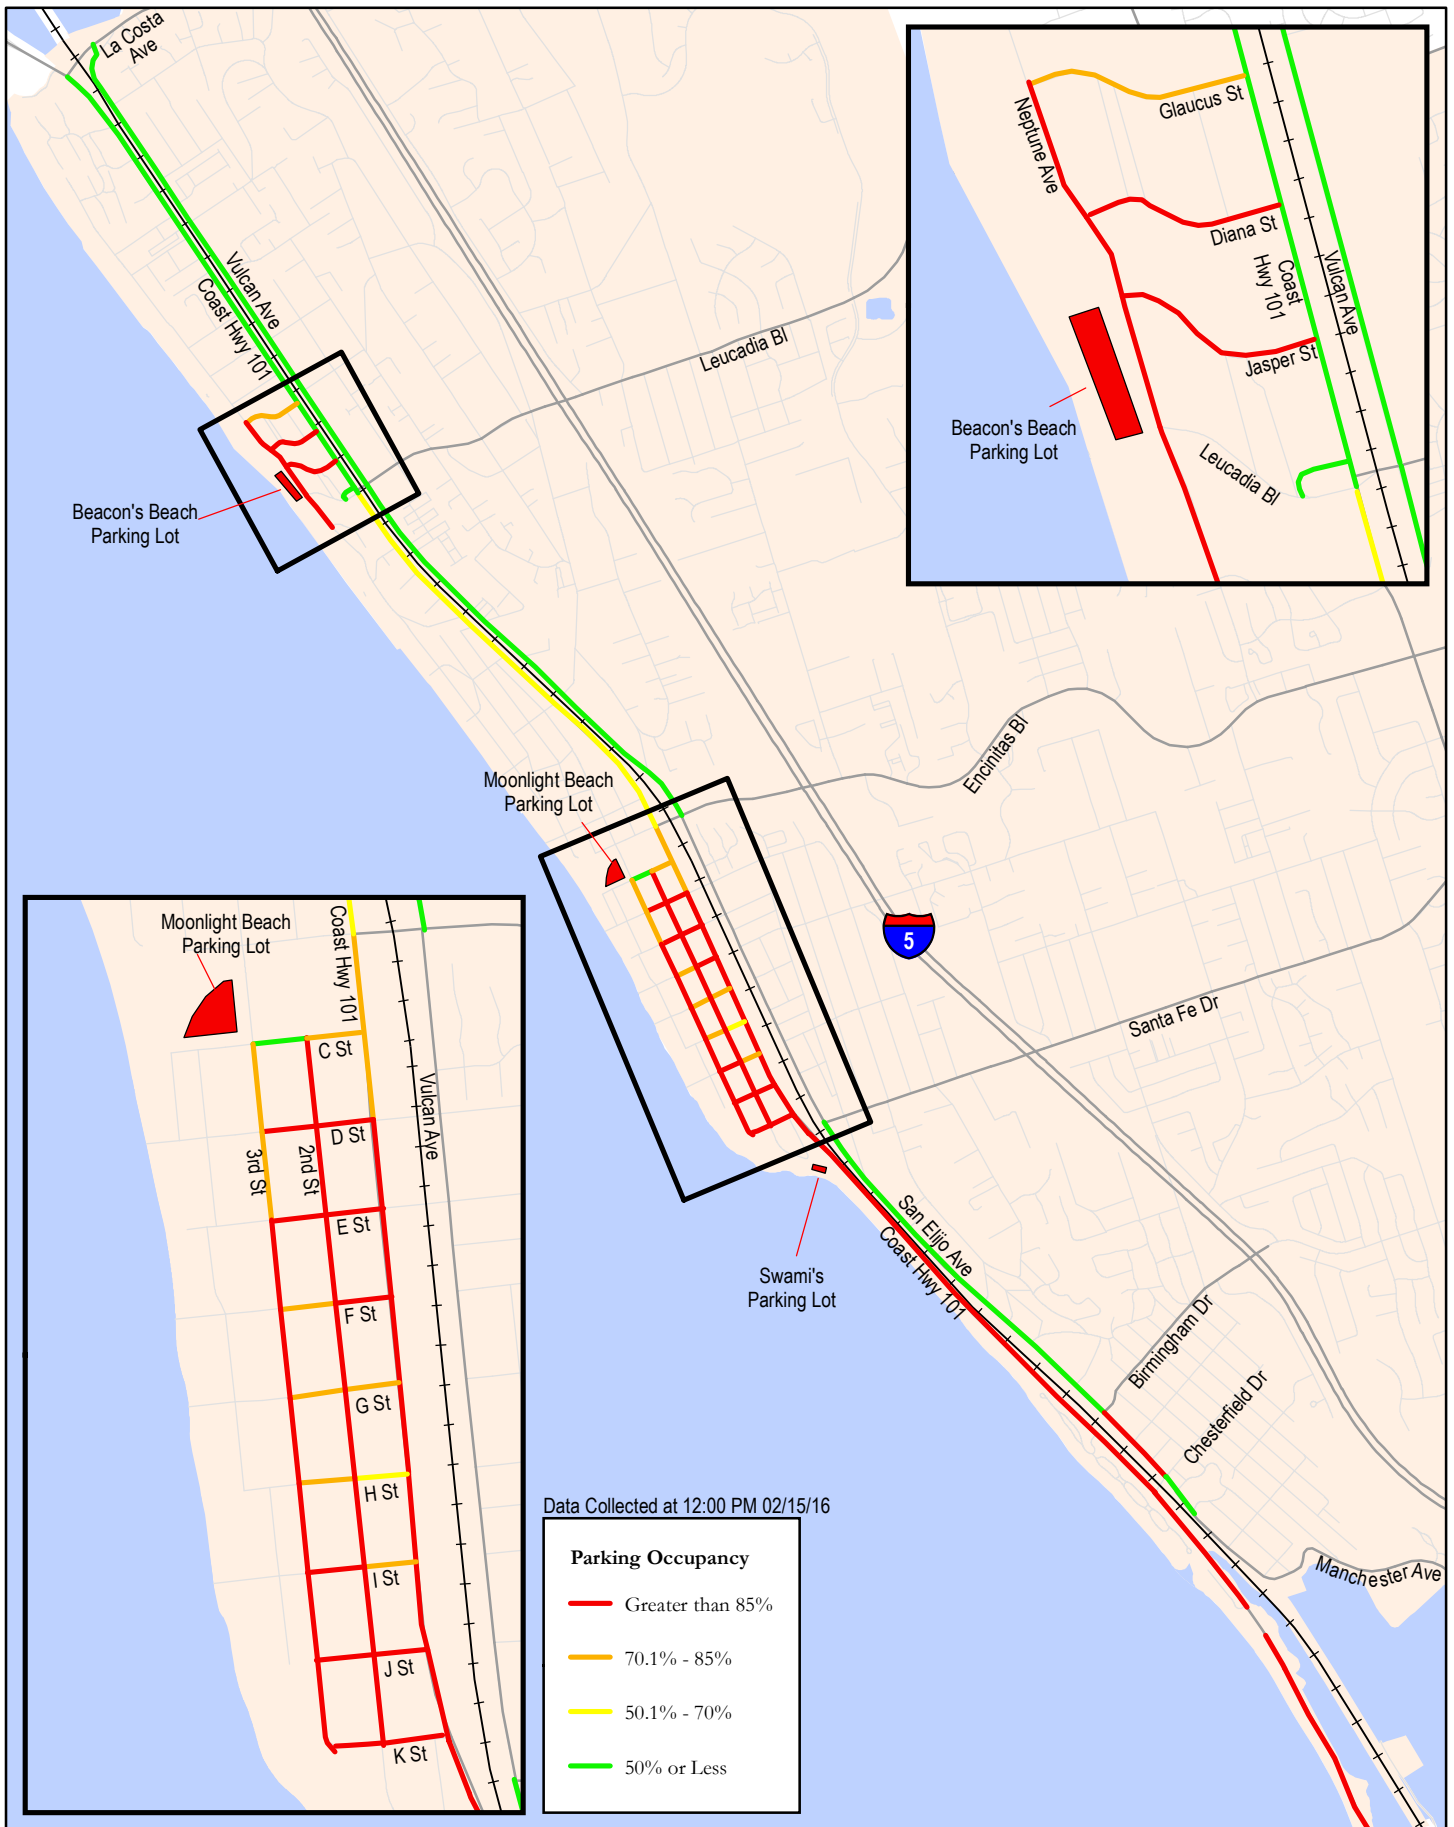 La Costa
Ave
Vulcan Ave
Coast Hwy 101
Leucadia Bl
Beacon's Beach
Parking Lot
Glaucus St
Neptune Ave
Diana St
Coast
Hwy 101
Vulcan Ave
Jasper St
Beacon's Beach
Parking Lot
Leucadia Bl
Encinitas Bl
Moonlight Beach
Parking Lot
5
Santa Fe Dr
Moonlight Beach
Parking Lot
Coast Hwy 101
C St
Vulcan Ave
D St
3rd St
2nd St
E St
F St
G St
H St
I St
J St
K St
San Elijo Ave
Coast Hwy 101
Swami's
Parking Lot
Birmingham Dr
Chesterfield Dr
Manchester Ave
Data Collected at 12:00 PM 02/15/16
Parking Occupancy
Greater than 85%
70.1% - 85%
50.1% - 70%
50% or Less